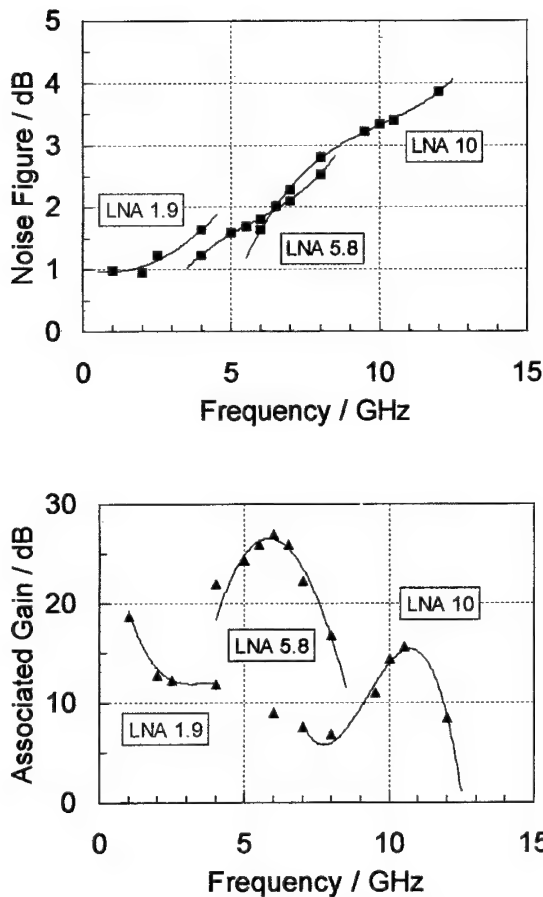 5
4
3
2
1
0
Noise Figure / dB
LNA 1.9
LNA 5.8
LNA 10
0 5 10 15
Frequency / GHz
30
20
10
0
Associated Gain / dB
LNA 1.9
LNA 5.8
LNA 10
0 5 10 15
Frequency / GHz